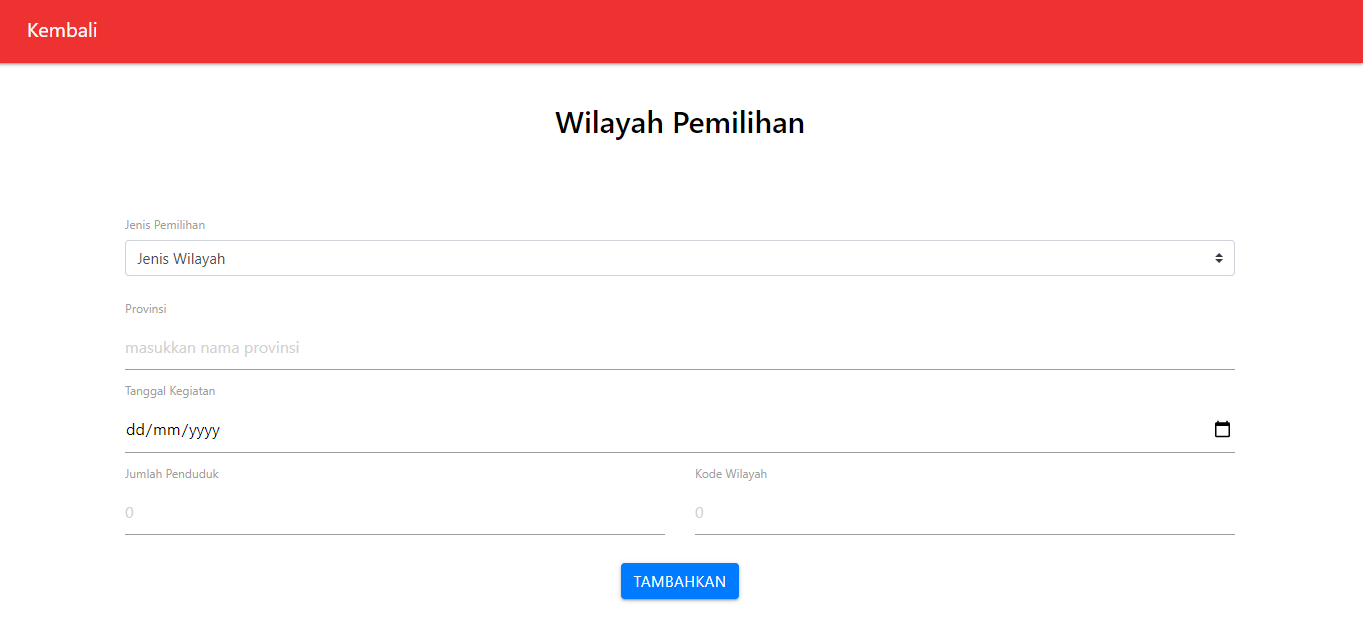 Kembali
Wilayah Pemilihan
Jenis Pemilihan
Jenis Wilayah
Provinsi
masukkan nama provinsi
Tanggal Kegiatan
dd/mm/yyyy
Jumlah Penduduk
Kode Wilayah
0
0
TAMBAHKAN